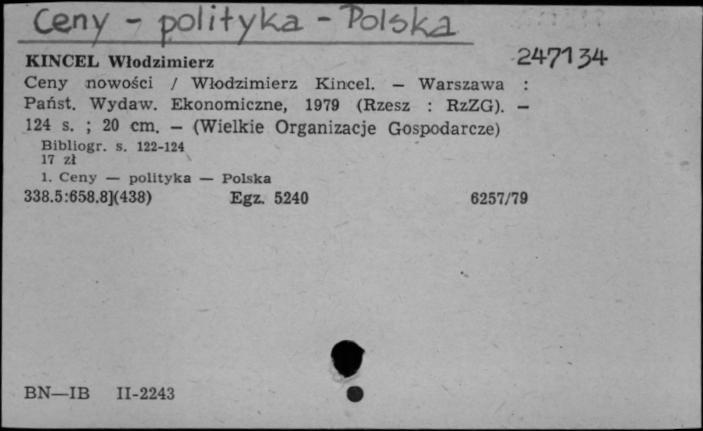 Ceny - polityka - Polska
KINCEL Włodzimierz 247134
Ceny nowości / Włodzimierz Kincel. — Warszawa :
Państ. Wydaw. Ekonomiczne, 1979 (Rzesz : RzZG). —
124 s. ; 20 cm. — (Wielkie Organizacje Gospodarcze)
Bibliogr. s. 122-124
17 zł
1. Ceny — polityka — Polska
338.5:658.8](438) Egz. 5240 6257/79
BN—IB II-2243